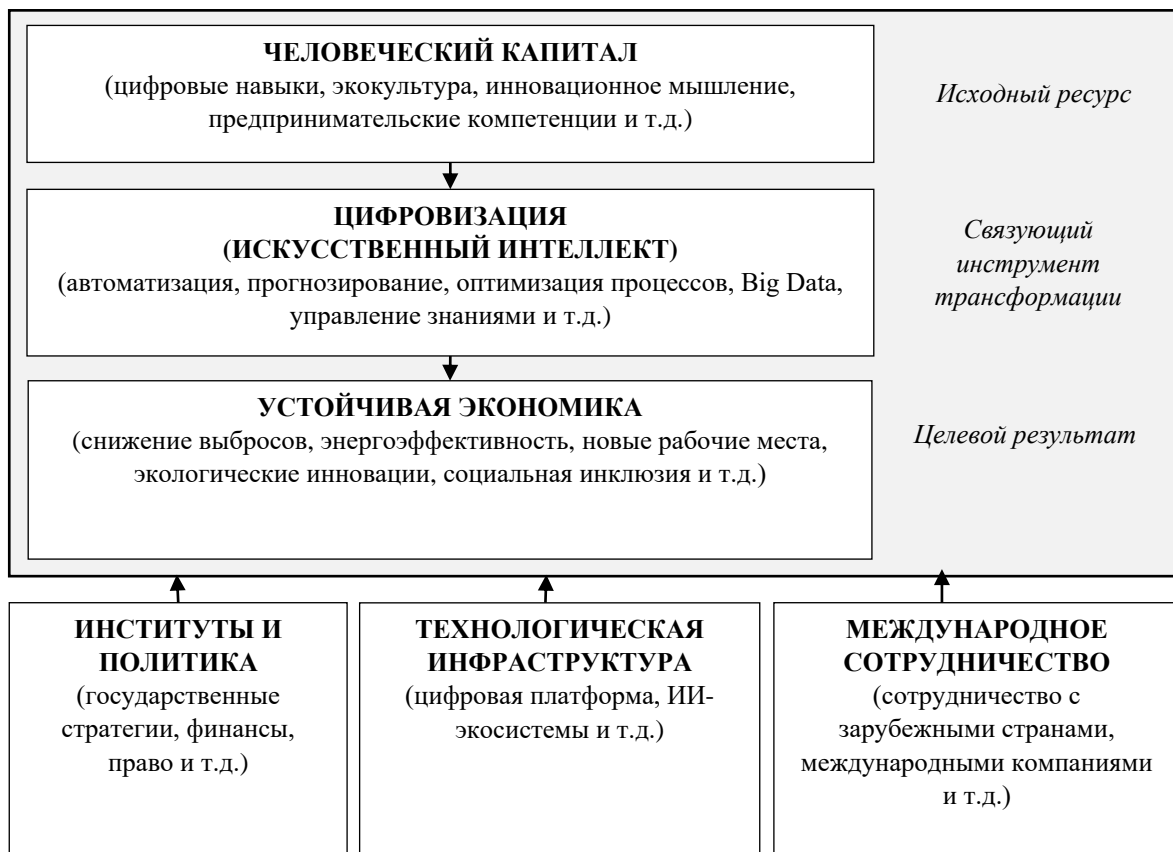 ЧЕЛОВЕЧЕСКИЙ КАПИТАЛ
(цифровые навыки, экокультура, инновационное мышление,
предпринимательские компетенции и т.д.)
Исходный ресурс
ЦИФРОВИЗАЦИЯ
(ИСКУССТВЕННЫЙ ИНТЕЛЛЕКТ)
(автоматизация, прогнозирование, оптимизация процессов, Big Data,
управление знаниями и т.д.)
Связующий
инструмент
трансформации
УСТОЙЧИВАЯ ЭКОНОМИКА
(снижение выбросов, энергоэффективность, новые рабочие места,
экологические инновации, социальная инклюзия и т.д.)
Целевой результат
ИНСТИТУТЫ И
ПОЛИТИКА
(государственные
стратегии, финансы,
право и т.д.)
ТЕХНОЛОГИЧЕСКАЯ
ИНФРАСТРУКТУРА
(цифровая платформа, ИИ-
экосистемы и т.д.)
МЕЖДУНАРОДНОЕ
СОТРУДНИЧЕСТВО
(сотрудничество с
зарубежными странами,
международными компаниями
и т.д.)